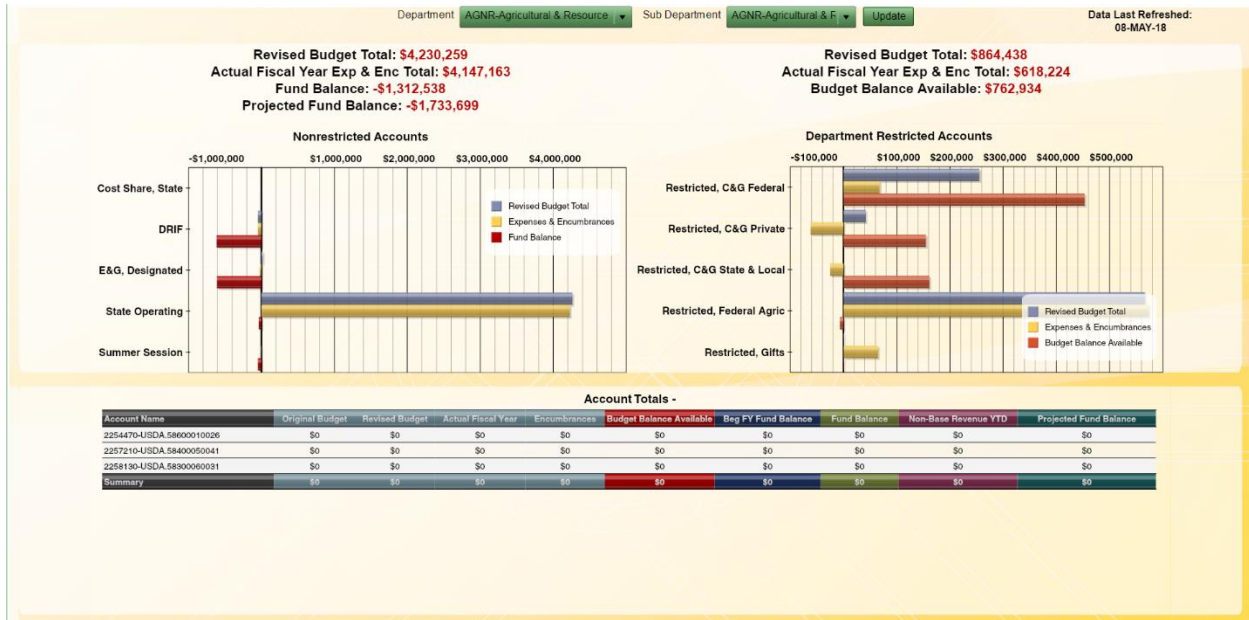 Department AGNR-Agricultural & Resource Sub Department AGNR-Agricultural & F Update
Data Last Refreshed:
08-MAY-18
Revised Budget Total: $4,230,259
Actual Fiscal Year Exp & Enc Total: $4,147,163
Fund Balance: -$1,312,538
Projected Fund Balance: -$1,733,699
Revised Budget Total: $864,438
Actual Fiscal Year Exp & Enc Total: $618,224
Budget Balance Available: $762,934
Nonrestricted Accounts
-$1,000,000 $1,000,000 $2,000,000 $3,000,000 $4,000,000
Cost Share, State
DRIF
E&G, Designated
State Operating
Summer Session
Revised Budget Total
Expenses & Encumbrances
Fund Balance
Department Restricted Accounts
-$100,000 $100,000 $200,000 $300,000 $400,000 $500,000
Restricted, C&G Federal
Restricted, C&G Private
Restricted, C&G State & Local
Restricted, Federal Agric
Restricted, Gifts
Revised Budget Total
Expenses & Encumbrances
Budget Balance Available
Account Totals -
Account Name Original Budget Revised Budget Actual Fiscal Year Encumbrances Budget Balance Available Beg FY Fund Balance Fund Balance Non-Base Revenue YTD Projected Fund Balance
2254470-USDA.58600010026 $0 $0 $0 $0 $0 $0 $0 $0 $0
2257210-USDA.58400050041 $0 $0 $0 $0 $0 $0 $0 $0 $0
2258130-USDA.58300060031 $0 $0 $0 $0 $0 $0 $0 $0 $0
Summary $0 $0 $0 $0 $0 $0 $0 $0 $0